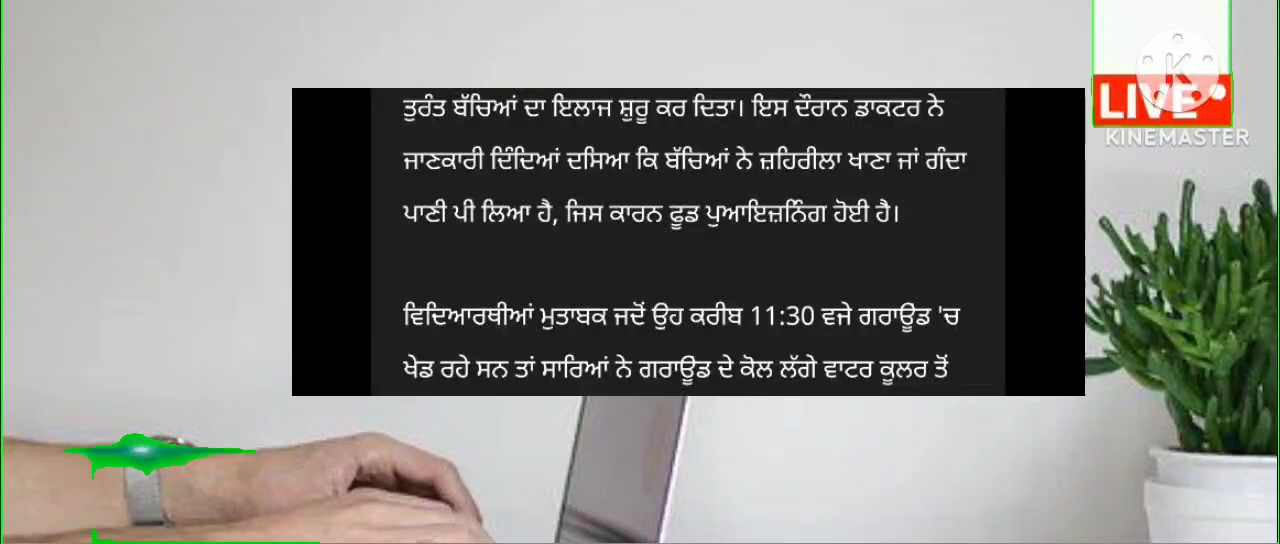 LIVE
KINEMASTER
ਤੁਰੰਤ ਬੱਚਿਆਂ ਦਾ ਇਲਾਜ ਸ਼ੁਰੂ ਕਰ ਦਿਤਾ। ਇਸ ਦੌਰਾਨ ਡਾਕਟਰ ਨੇ
ਜਾਣਕਾਰੀ ਦਿੰਦਿਆਂ ਦਸਿਆ ਕਿ ਬੱਚਿਆਂ ਨੇ ਜ਼ਹਿਰੀਲਾ ਖਾਣਾ ਜਾਂ ਗੰਦਾ
ਪਾਣੀ ਪੀ ਲਿਆ ਹੈ, ਜਿਸ ਕਾਰਨ ਫੂਡ ਪੁਆਇਜ਼ਨਿੰਗ ਹੋਈ ਹੈ।
ਵਿਦਿਆਰਥੀਆਂ ਮੁਤਾਬਕ ਜਦੋਂ ਉਹ ਕਰੀਬ 11:30 ਵਜੇ ਗਰਾਊਂਡ 'ਚ
ਖੇਡ ਰਹੇ ਸਨ ਤਾਂ ਸਾਰਿਆਂ ਨੇ ਗਰਾਊਂਡ ਦੇ ਕੋਲ ਲੱਗੇ ਵਾਟਰ ਕੂਲਰ ਤੋਂ